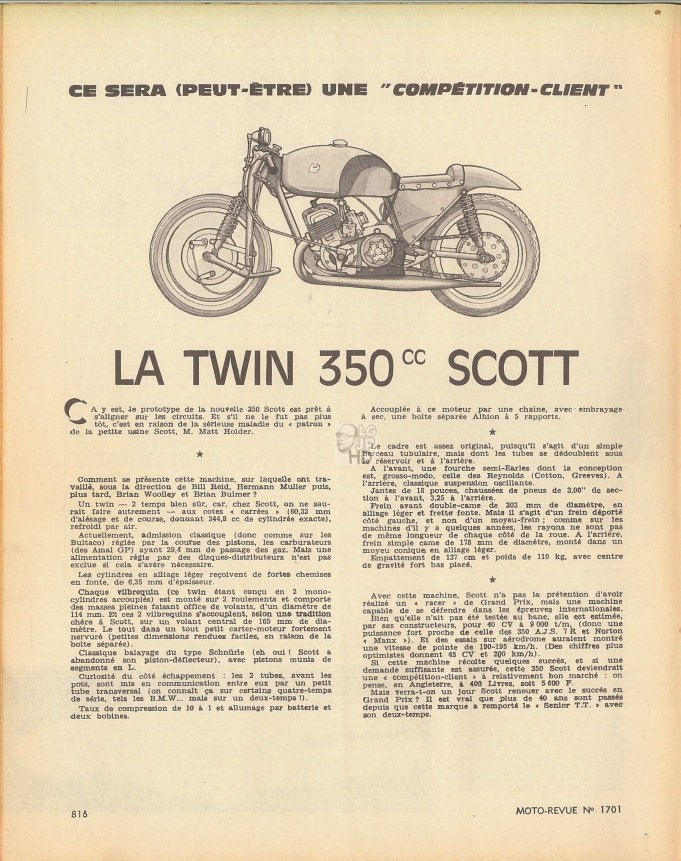 CE SERA (PEUT-ÊTRE) UNE "COMPÉTITION-CLIENT"
LA TWIN 350 CC SCOTT
ÇA y est, le prototype de la nouvelle 350 Scott est prêt à
s'aligner sur les circuits. Et s'il ne le fut pas plus
tôt, c'est en raison de la sérieuse maladie du « patron »
de la petite usine Scott, M. Matt Holder.
★
Comment se présente cette machine, sur laquelle ont tra-
vaillé, sous la direction de Bill Reid, Hermann Muller puis,
plus tard, Brian Woolley et Brian Bulmer ?
Un twin — 2 temps bien sûr, car, chez Scott, on ne sau-
rait faire autrement — aux cotes « carrées » (60,32 mm
d'alésage et de course, donnant 344,8 cc de cylindrée exacte),
refroidi par air.
Actuellement, admission classique (donc comme sur les
Bultaco) réglée par la course des pistons, les carburateurs
(des Amal GP) ayant 29,4 mm de passage des gaz. Mais une
alimentation réglée par des disques-distributeurs n'est pas
exclue si cela s'avère nécessaire.
Les cylindres en alliage léger reçoivent de fortes chemises
en fonte, de 6,35 mm d'épaisseur.
Chaque vilbrequin (ce twin étant conçu en 2 mono-
cylindres accouplés) est monté sur 2 roulements et comporte
des masses pleines faisant office de volants, d'un diamètre de
114 mm. Et ces 2 vilbrequins s'accouplent, selon une tradition
chère à Scott, sur un volant central de 165 mm de dia-
mètre. Le tout dans un tout petit carter-moteur fortement
nervuré (petites dimensions rendues faciles, en raison de la
boîte séparée).
Classique balayage du type Schnürle (eh oui ! Scott a
abandonné son piston-déflecteur), avec pistons munis de
segments en L.
Curiosité du côté échappement : les 2 tubes, avant les
pots, sont mis en communication entre eux par un petit
tube transversal (on connaît ça sur certains quatre-temps
de série, tels les B.M.W... mais sur un deux-temps !).
Taux de compression de 10 à 1 et allumage par batterie et
deux bobines.
Accouplée à ce moteur par une chaîne, avec embrayage
à sec, une boîte séparée Albion à 5 rapports.
★
Le cadre est assez original, puisqu'il s'agit d'un simple
berceau tubulaire, mais dont les tubes se dédoublent sous
le réservoir et à l'arrière.
A l'avant, une fourche semi-Earles dont la conception
est, grosso-modo, celle des Reynolds (Cotton, Greeves). A
l'arrière, classique suspension oscillante.
Jantes de 18 pouces, chaussées de pneus de 3,00" de sec-
tion à l'avant, 3,25 à l'arrière.
Frein avant double-came de 203 mm de diamètre, en
alliage léger et frette fonte. Mais il s'agit d'un frein déporté
côté gauche, et non d'un moyeu-frein ; comme sur les
machines d'il y a quelques années, les rayons ne sont pas
de même longueur de chaque côté de la roue. A l'arrière,
frein simple came de 178 mm de diamètre, monté dans un
moyeu conique en alliage léger.
Empattement de 137 cm et poids de 110 kg, avec centre
de gravité fort bas placé.
★
Avec cette machine, Scott n'a pas la prétention d'avoir
réalisé un « racer » de Grand Prix, mais une machine
capable de se défendre dans les épreuves internationales.
Bien qu'elle n'ait pas été testée au banc, elle est estimée,
par ses constructeurs, pour 40 CV à 9 000 t/m, (donc une
puissance fort proche de celle des 350 A.J.S. 7 R et Norton
« Manx »). Et des essais sur aérodrome auraient montré
une vitesse de pointe de 190-195 km/h. (Des chiffres plus
optimistes donnent 45 CV et 200 km/h).
Si cette machine récolte quelques succès, et si une
demande suffisante est assurée, cette 350 Scott deviendrait
une « compétition-client » à relativement bon marché : on
pense, en Angleterre, à 400 Livres, soit 5 600 F.
Mais verra-t-on un jour Scott renouer avec le succès en
Grand Prix ? Il est vrai que plus de 40 ans sont passés
depuis que cette marque a remporté le « Senior T.T. » avec
son deux-temps.
816
MOTO-REVUE No 1701